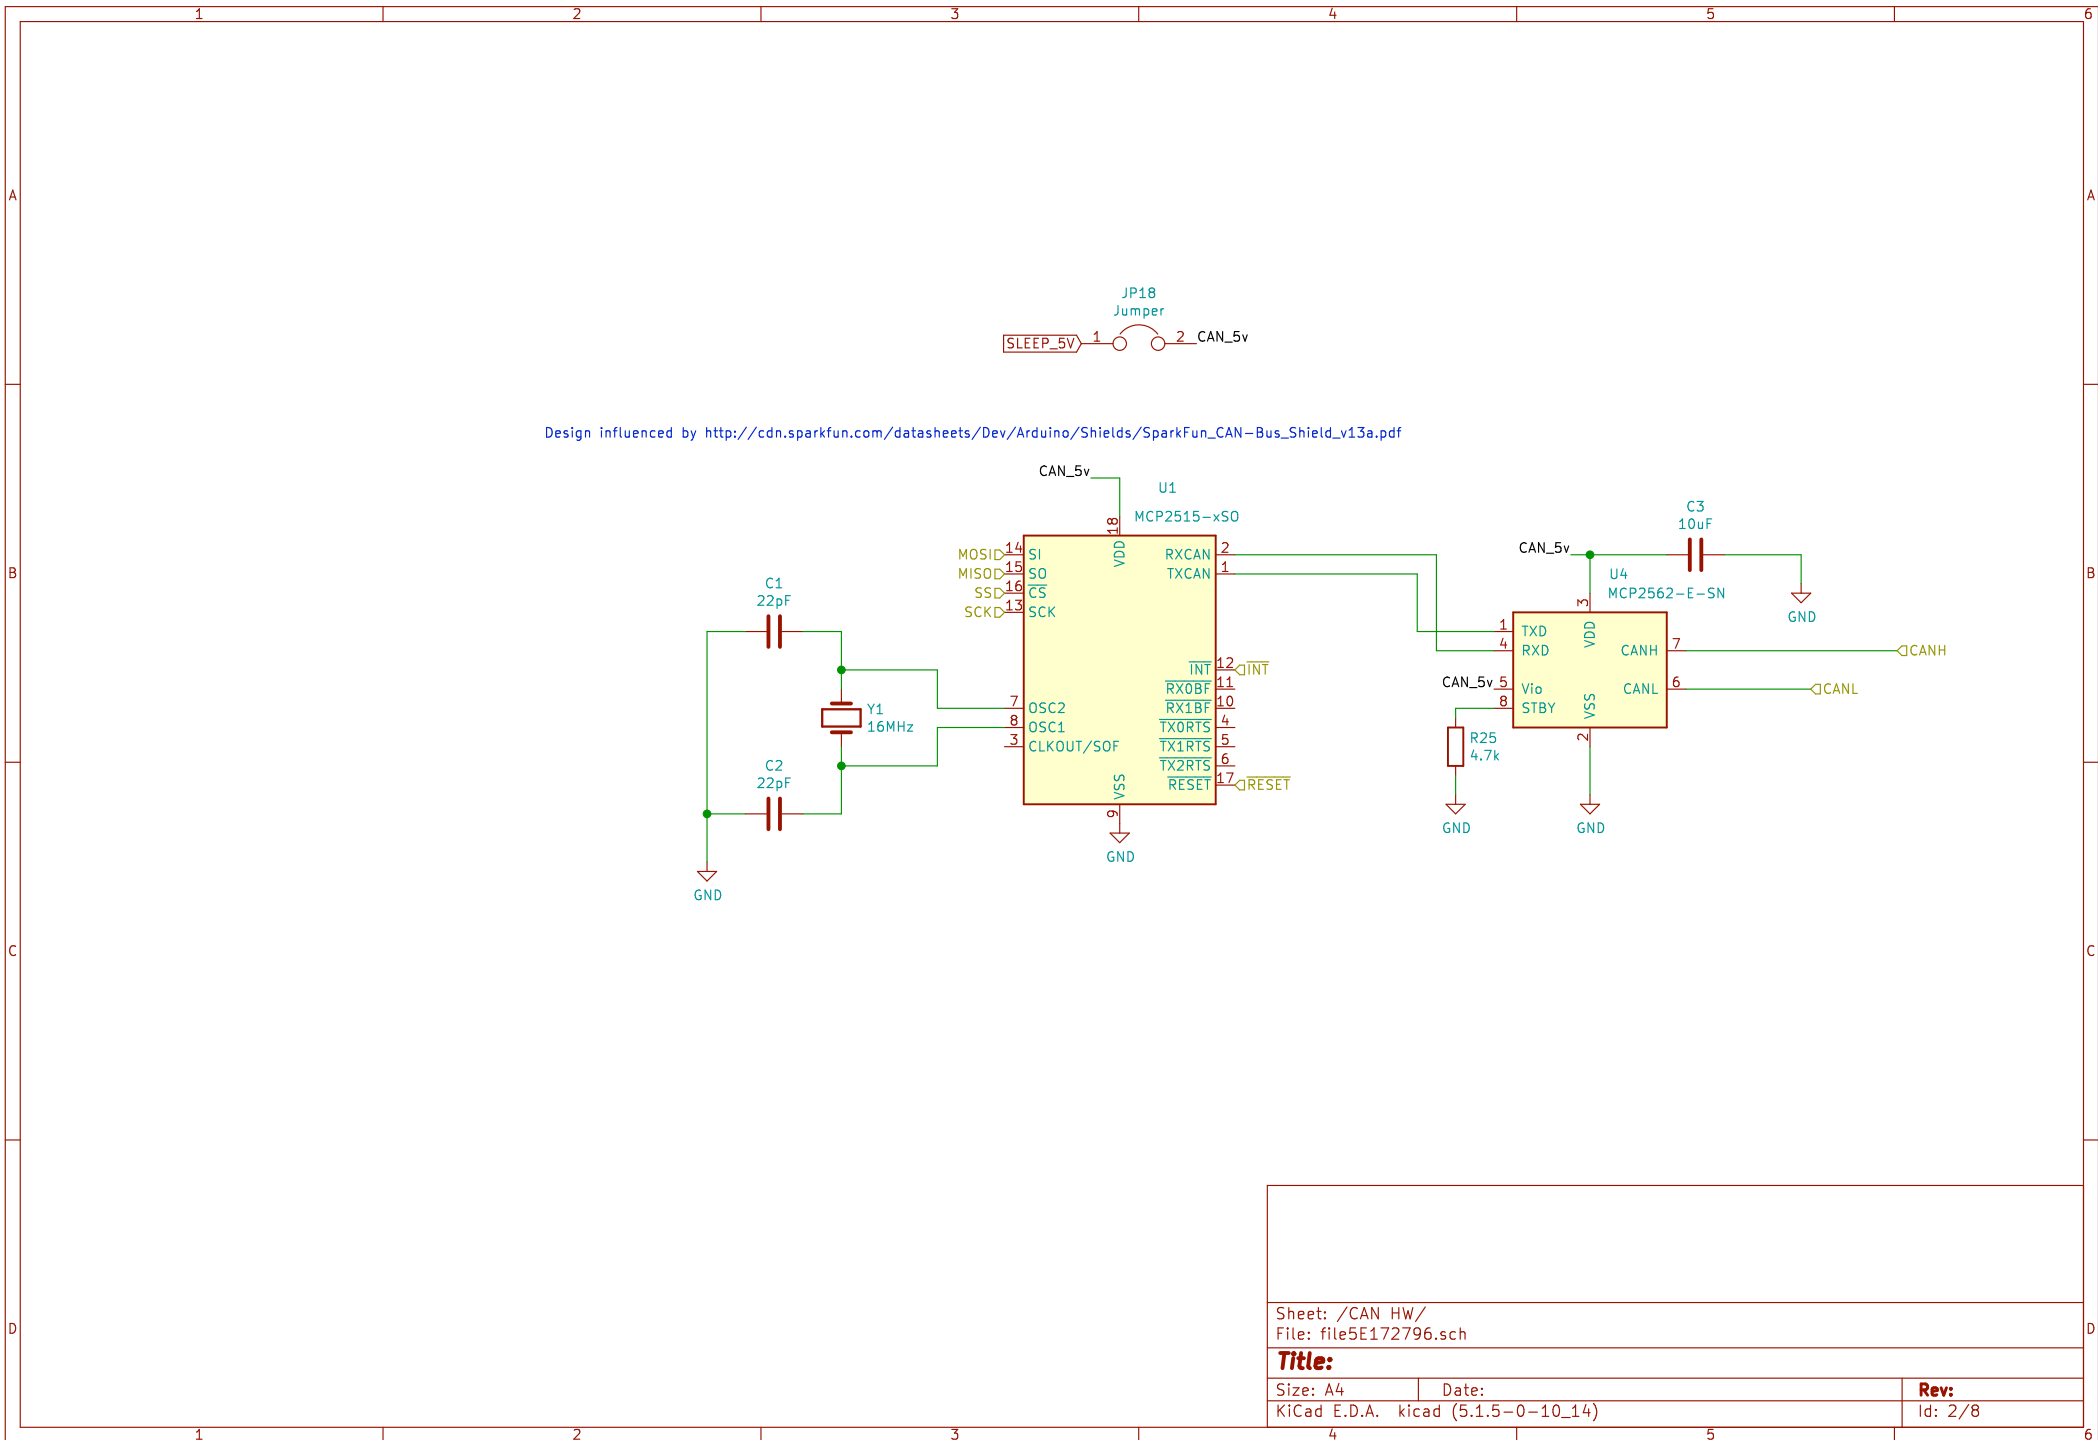 1 2 3 4 5 6
A A
JP18
Jumper
SLEEP_5V 1 2 CAN_5v
Design influenced by http://cdn.sparkfun.com/datasheets/Dev/Arduino/Shields/SparkFun_CAN-Bus_Shield_v13a.pdf
CAN_5v
U1
MCP2515-xSO
18
VDD
MOSI 14 SI
MISO 15 SO
SS 16 CS
SCK 13 SCK
7 OSC2
8 OSC1
3 CLKOUT/SOF
RXCAN 2
TXCAN 1
INT 12 INT
RX0BF 11
RX1BF 10
TX0RTS 4
TX1RTS 5
TX2RTS 6
RESET 17 RESET
VSS
9
GND
B B
C1
22pF
Y1
16MHz
C2
22pF
GND
C3
10uF
CAN_5v
GND
U4
MCP2562-E-SN
3
VDD
1 TXD
4 RXD
CAN_5v 5 Vio
8 STBY
CANH 7 CANH
CANL 6 CANL
VSS
2
GND
R25
4.7k
GND
C C
D D
Sheet: /CAN HW/
File: file5E172796.sch
Title:
Size: A4 Date: Rev:
KiCad E.D.A. kicad (5.1.5-0-10_14) Id: 2/8
1 2 3 4 5 6